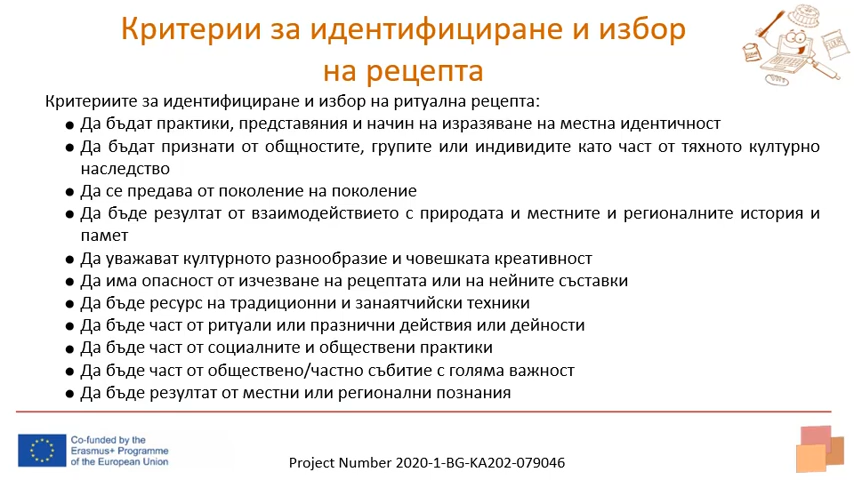 Критерии за идентифициране и избор
на рецепта
Критериите за идентифициране и избор на ритуална рецепта:
● Да бъдат практики, представяния и начин на изразяване на местна идентичност
● Да бъдат признати от общностите, групите или индивидите като част от тяхното културно
наследство
● Да се предава от поколение на поколение
● Да бъде резултат от взаимодействието с природата и местните и регионалните история и
памет
● Да уважават културното разнообразие и човешката креативност
● Да има опасност от изчезване на рецептата или на нейните съставки
● Да бъде ресурс на традиционни и занаятчийски техники
● Да бъде част от ритуали или празнични действия или дейности
● Да бъде част от социалните и обществени практики
● Да бъде част от обществено/частно събитие с голяма важност
● Да бъде резултат от местни или регионални познания
Co-funded by the
Erasmus+ Programme
of the European Union
Project Number 2020-1-BG-KA202-079046